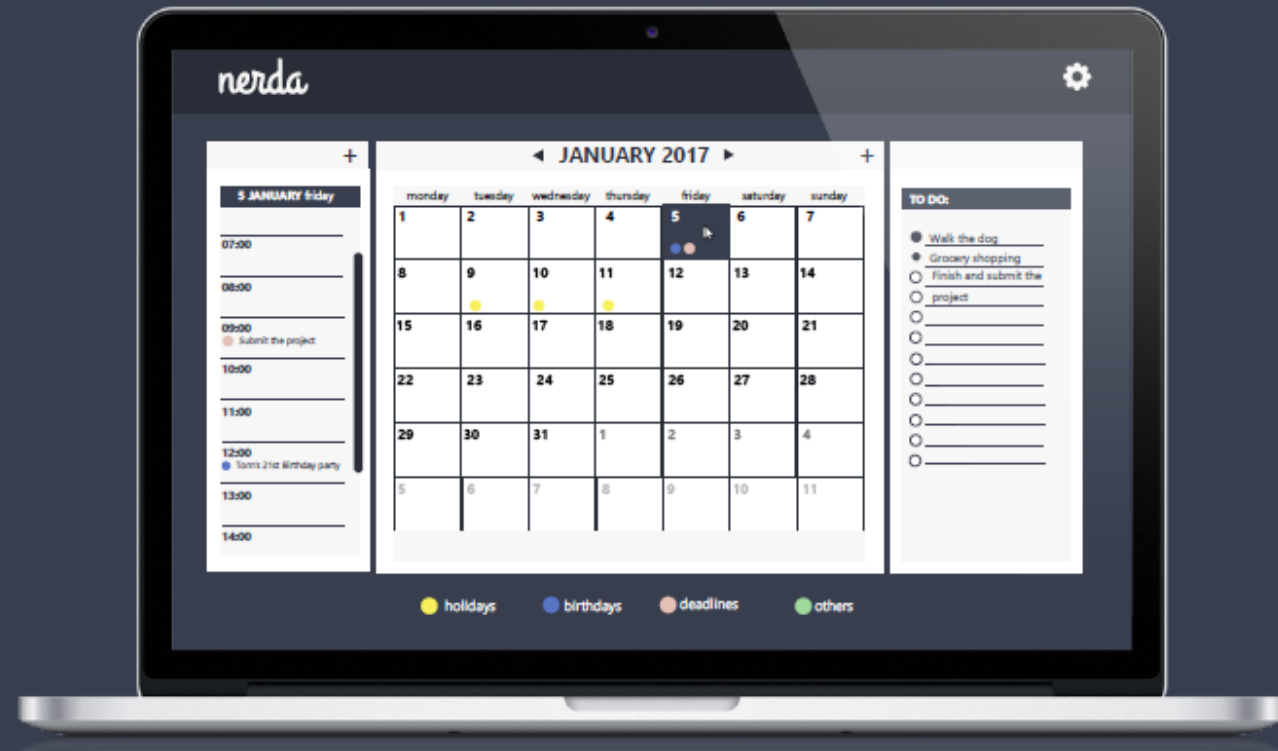 nerda
+
5 JANUARY friday
07:00
08:00
09:00
Submit the project
10:00
11:00
12:00
Tom's 21st Birthday party
13:00
14:00
JANUARY 2017 +
monday tuesday wednesday thursday friday saturday sunday
1 2 3 4 5 6 7
8 9 10 11 12 13 14
15 16 17 18 19 20 21
22 23 24 25 26 27 28
29 30 31 1 2 3 4
5 6 7 8 9 10 11
TO DO:
Walk the dog
Grocery shopping
Finish and submit the
project
holidays birthdays deadlines others